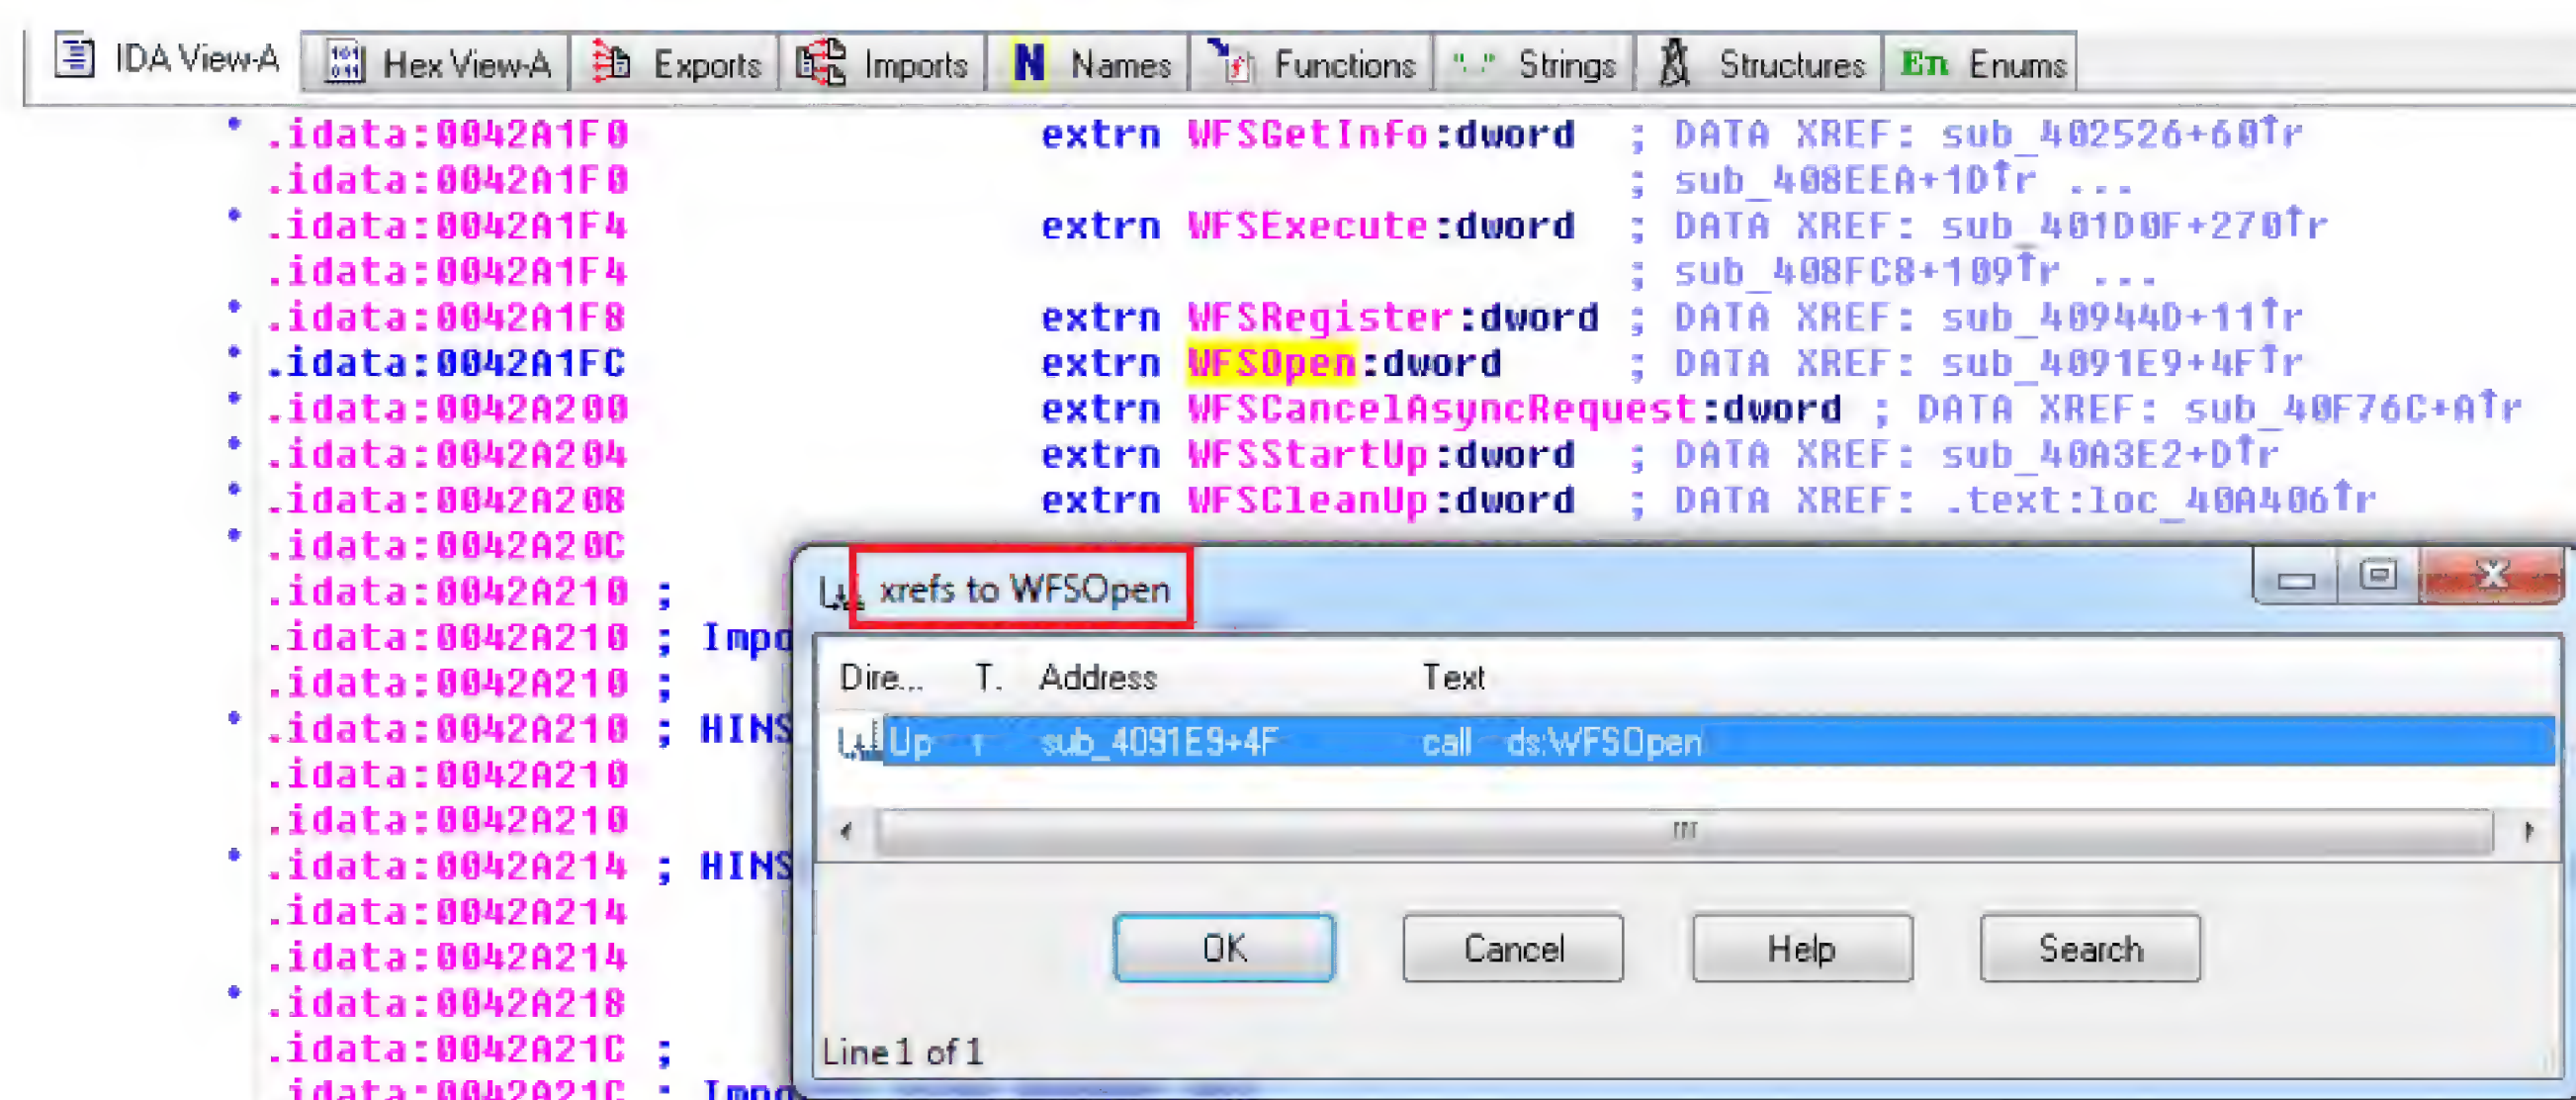 IDA View-A Hex View-A Exports Imports N Names Functions Strings Structures En Enums
.idata:0042A1F0 extrn WFSGetInfo:dword ; DATA XREF: sub_402526+60↑r
.idata:0042A1F0 ; sub_408EEA+1D↑r ...
.idata:0042A1F4 extrn WFSExecute:dword ; DATA XREF: sub_401D0F+270↑r
.idata:0042A1F4 ; sub_408FC8+109↑r ...
.idata:0042A1F8 extrn WFSRegister:dword ; DATA XREF: sub_40944D+11↑r
.idata:0042A1FC extrn WFSOpen:dword ; DATA XREF: sub_4091E9+4F↑r
.idata:0042A200 extrn WFSCancelAsyncRequest:dword ; DATA XREF: sub_40F76C+A↑r
.idata:0042A204 extrn WFSStartUp:dword ; DATA XREF: sub_40A3E2+D↑r
.idata:0042A208 extrn WFSCleanUp:dword ; DATA XREF: .text:loc_40A406↑r
.idata:0042A20C
.idata:0042A210 ;
.idata:0042A210 ; Impo
.idata:0042A210 ;
.idata:0042A210 ; HINS
.idata:0042A210
.idata:0042A210
.idata:0042A214 ; HINS
.idata:0042A214
.idata:0042A214
.idata:0042A218
.idata:0042A21C ;
.idata:0042A21C ; Impo
xrefs to WFSOpen
Dire... T. Address Text
Up r sub_4091E9+4F call ds:WFSOpen
OK Cancel Help Search
Line 1 of 1